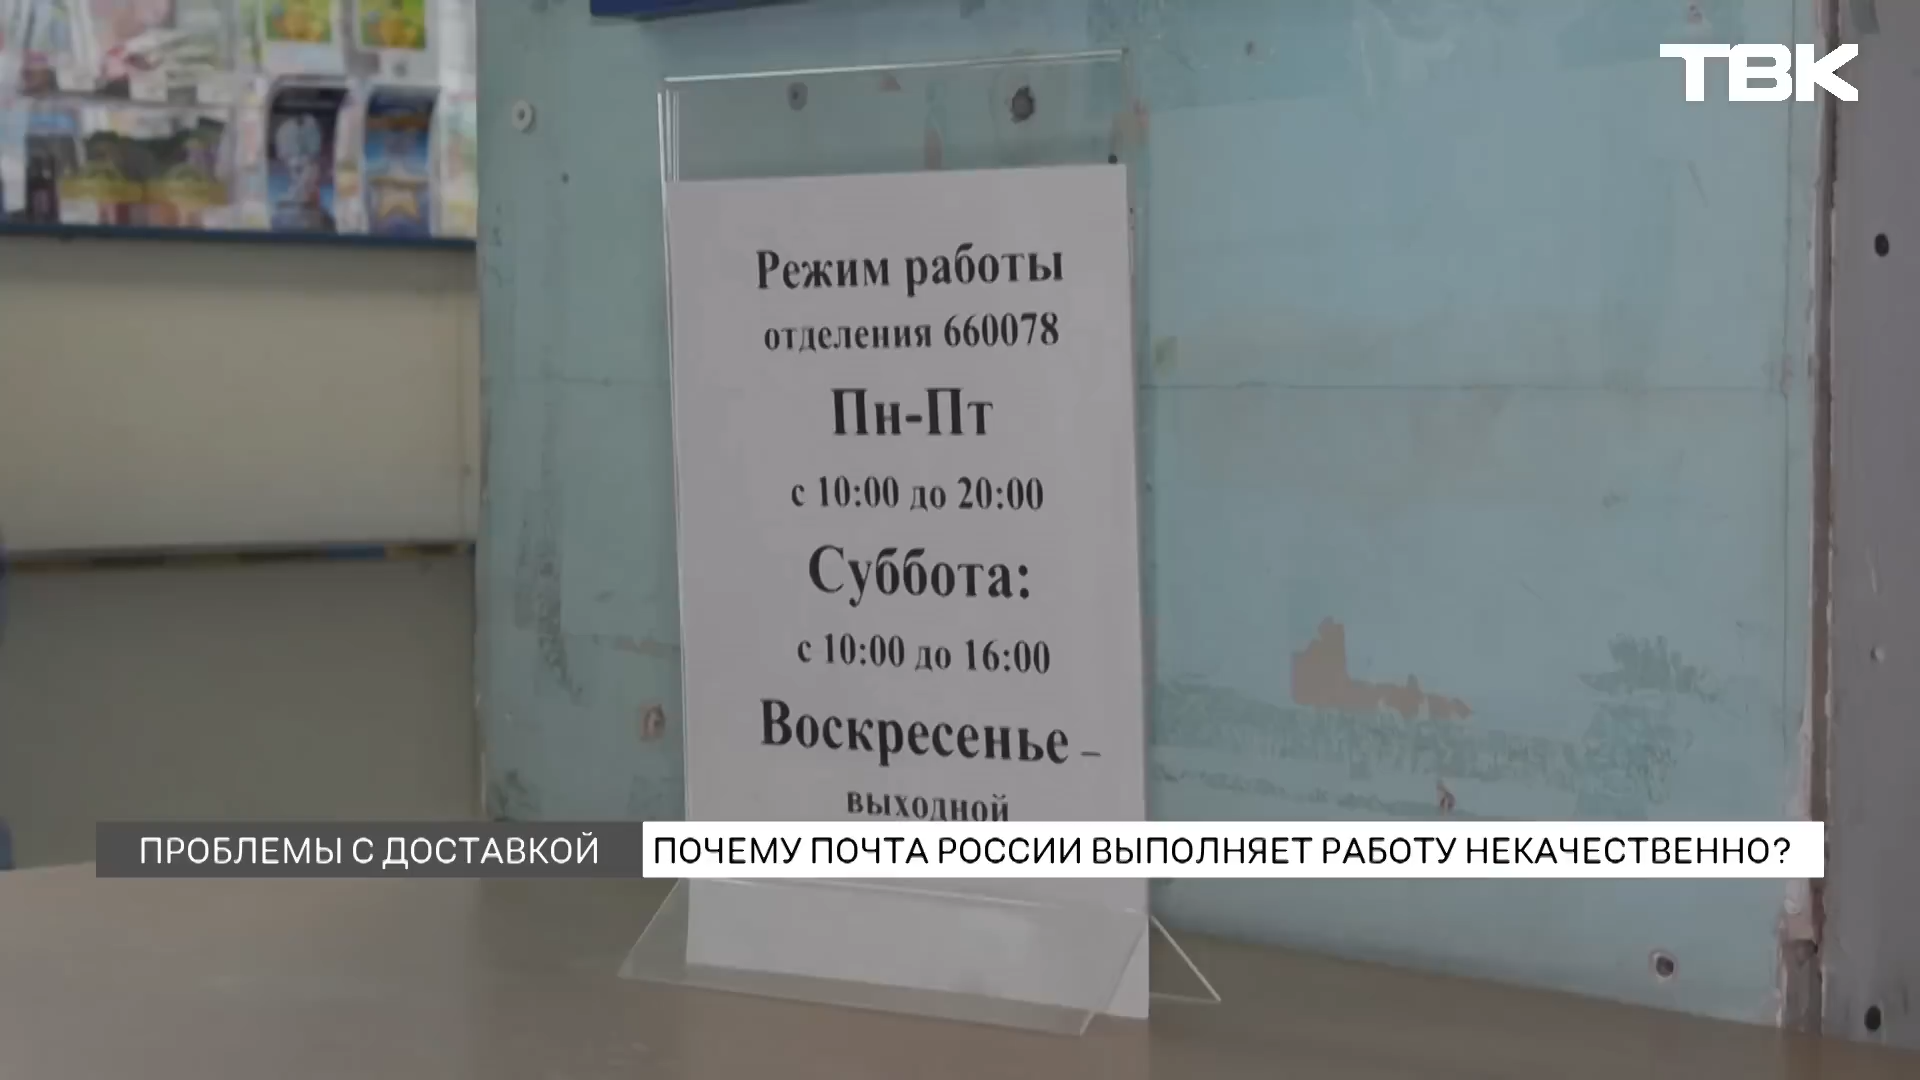 ТВК
Режим работы
отделения 660078
Пн-Пт
с 10:00 до 20:00
Суббота:
с 10:00 до 16:00
Воскресенье –
выходной
ПРОБЛЕМЫ С ДОСТАВКОЙ ПОЧЕМУ ПОЧТА РОССИИ ВЫПОЛНЯЕТ РАБОТУ НЕКАЧЕСТВЕННО?